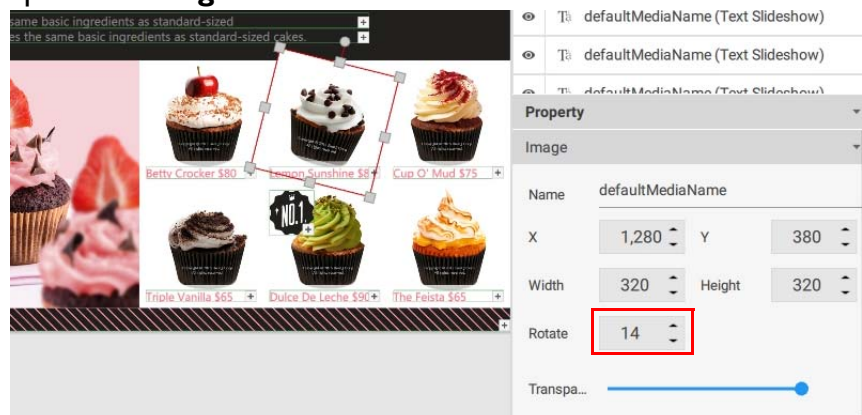 same basic ingredients as standard-sized
es the same basic ingredients as standard-sized cakes.
Betty Crocker $80
Lemon Sunshine $8
Cup O' Mud $75
NO.1
Triple Vanilla $65
Dulce De Leche $90
The Feista $65
defaultMediaName (Text Slideshow)
defaultMediaName (Text Slideshow)
defaultMediaName (Text Slideshow)
Property
Image
Name defaultMediaName
X 1,280 Y 380
Width 320 Height 320
Rotate 14
Transpa...